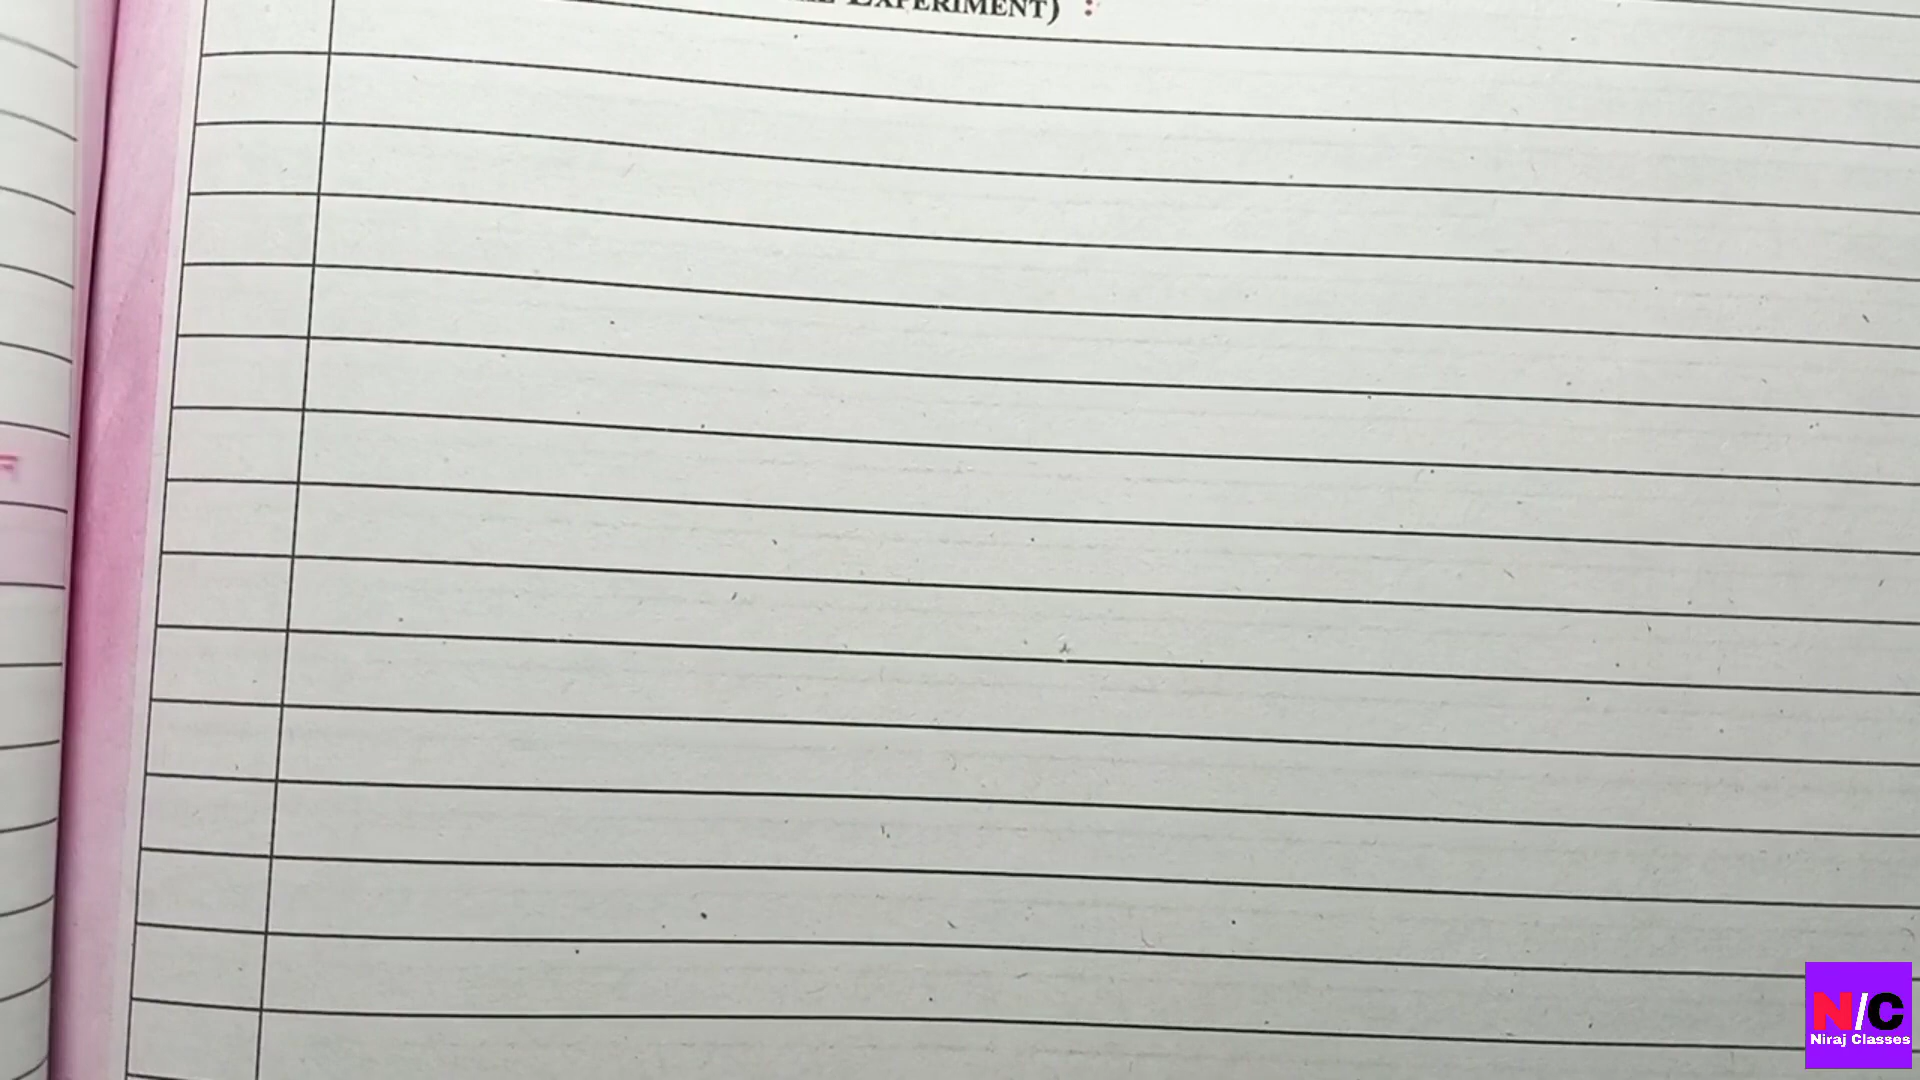 EXPERIMENT) :
N/C
Niraj Classes